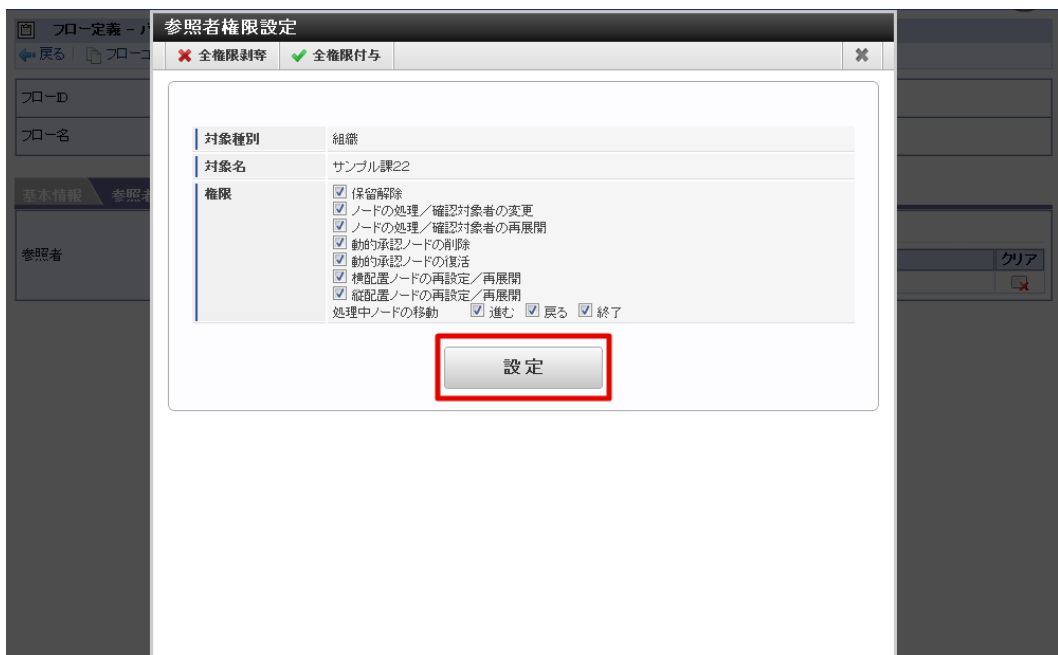 フロー定義 – パ
参照者権限設定
戻る
フローコ
全権限剥奪
全権限付与
フローID
フロー名
対象種別 組織
対象名 サンプル課22
権限
保留解除
ノードの処理／確認対象者の変更
ノードの処理／確認対象者の再展開
動的承認ノードの削除
動的承認ノードの復活
横配置ノードの再設定／再展開
縦配置ノードの再設定／再展開
処理中ノードの移動 進む 戻る 終了
基本情報
参照者
参照者
クリア
設定